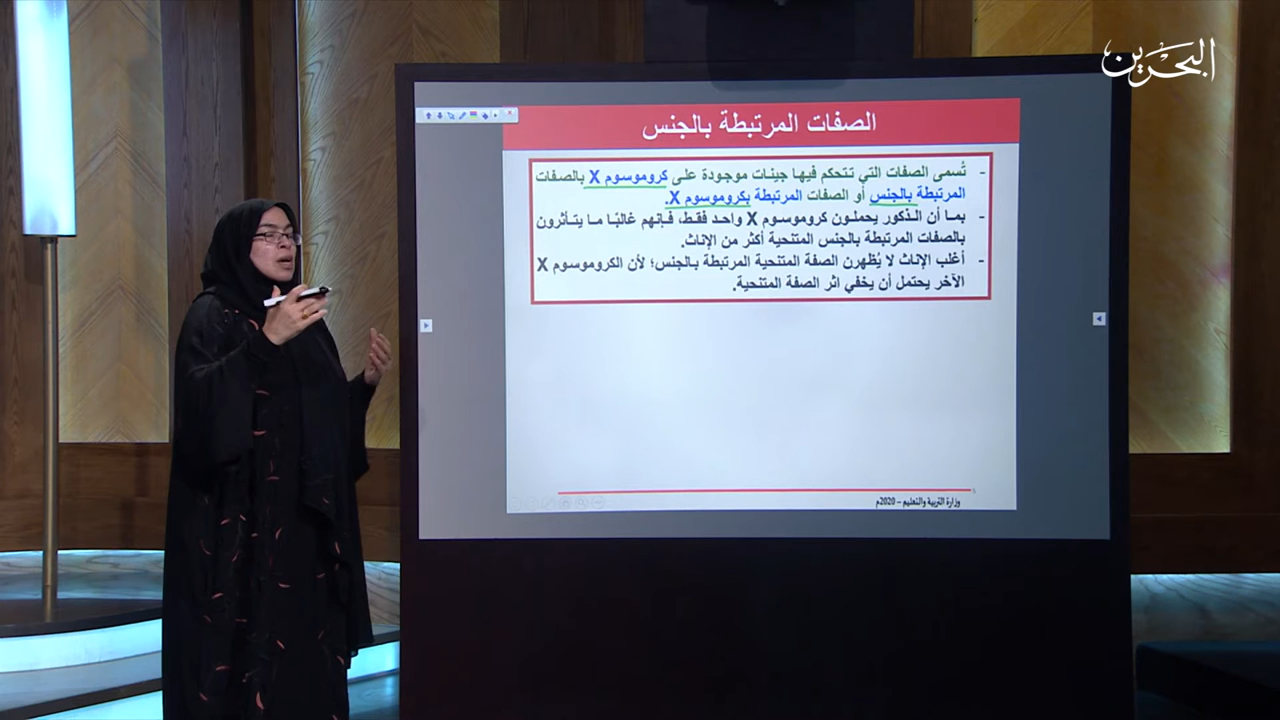 البحرين
الصفات المرتبطة بالجنس
- تُسمى الصفات التي تتحكم فيها جينات موجودة على كروموسوم X بالصفات
المرتبطة بالجنس أو الصفات المرتبطة بكروموسوم X.
- بما أن الذكور يحملون كروموسوم X واحد فقط، فإنهم غالبًا ما يتأثرون
بالصفات المرتبطة بالجنس المتنحية أكثر من الإناث.
- أغلب الإناث لا يُظهرن الصفة المتنحية المرتبطة بالجنس؛ لأن الكروموسوم X
الآخر يحتمل أن يخفي اثر الصفة المتنحية.
وزارة التربية والتعليم – 2020م